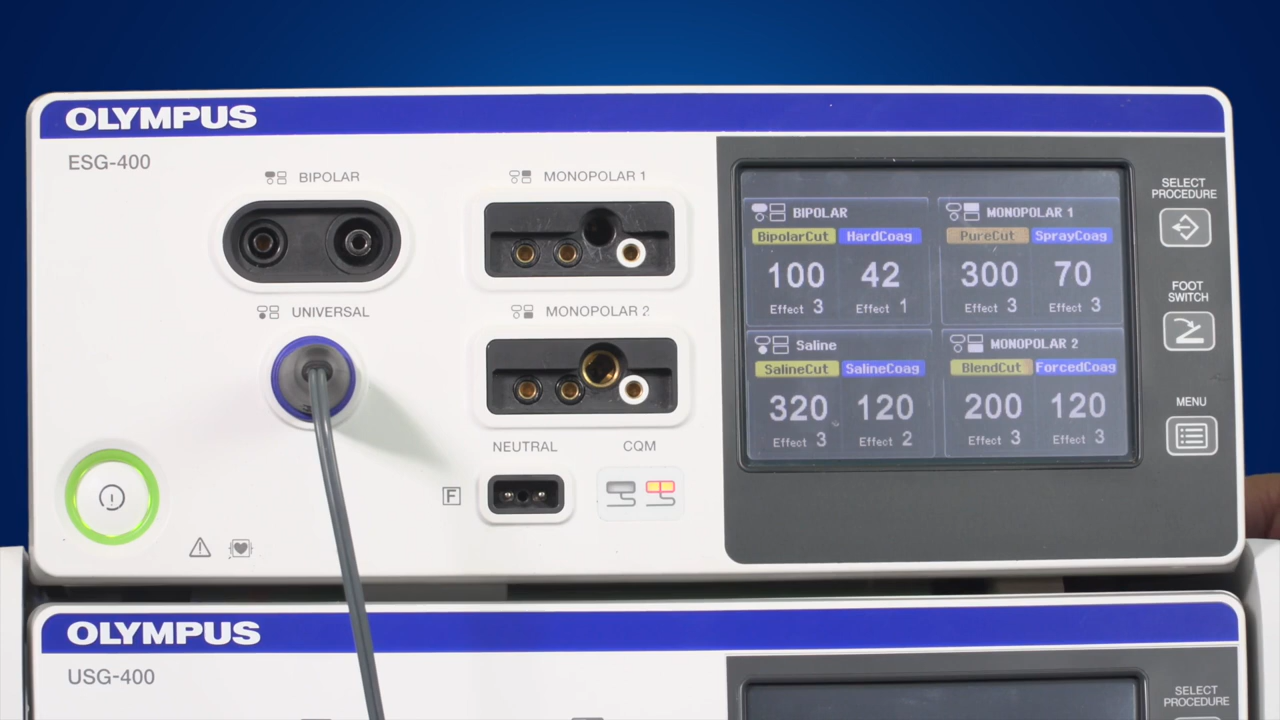 OLYMPUS
ESG-400
BIPOLAR
MONOPOLAR 1
UNIVERSAL
MONOPOLAR 2
NEUTRAL
CQM
F
BIPOLAR
BipolarCut HardCoag
100 42
Effect 3 Effect 1
MONOPOLAR 1
PureCut SprayCoag
300 70
Effect 3 Effect 3
Saline
SalineCut SalineCoag
320 120
Effect 3 Effect 2
MONOPOLAR 2
BlendCut ForcedCoag
200 120
Effect 3 Effect 3
SELECT
PROCEDURE
FOOT
SWITCH
MENU
OLYMPUS
USG-400
SELECT
PROCEDURE